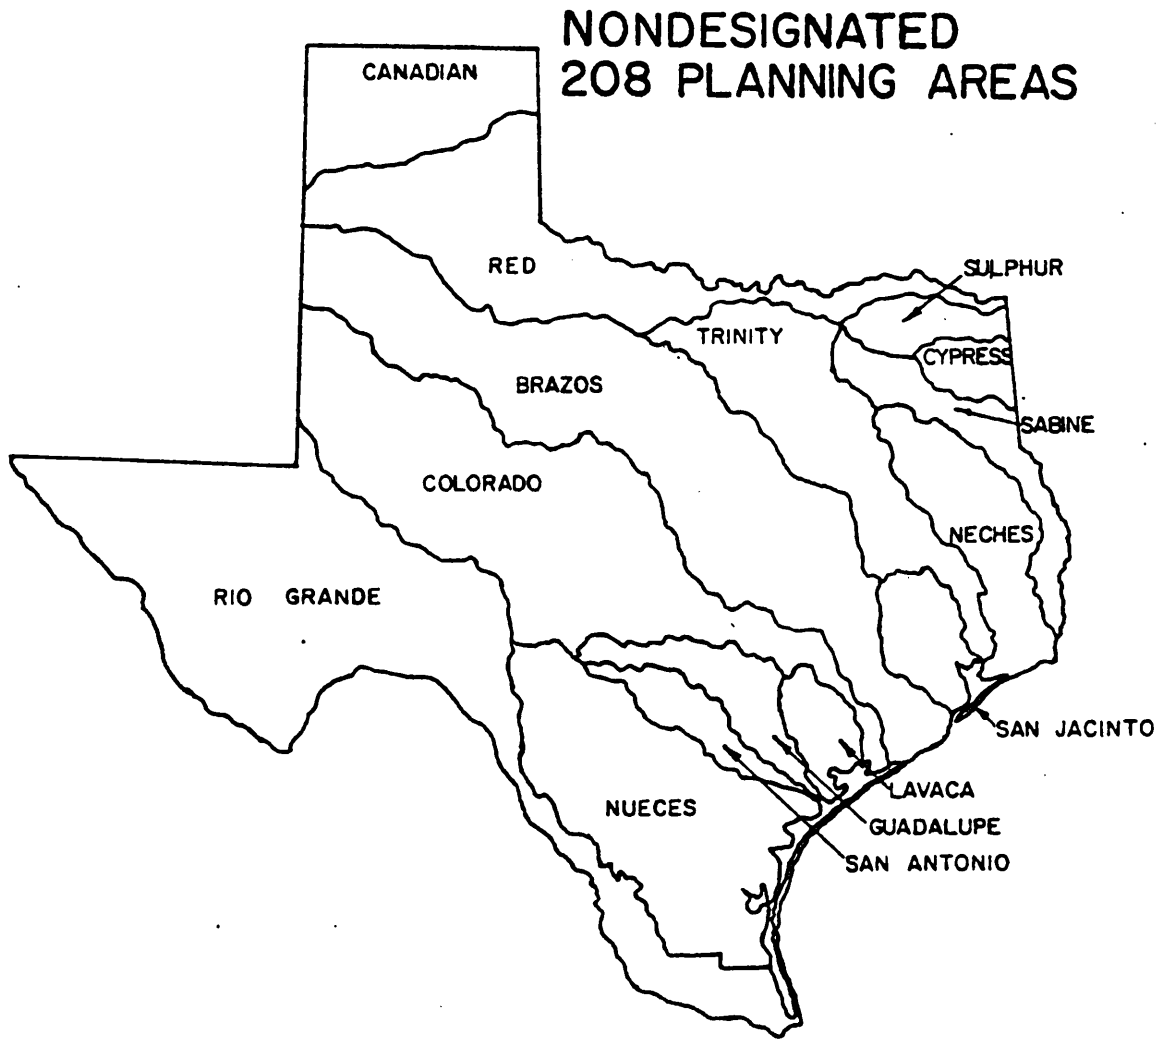 NONDESIGNATED
208 PLANNING AREAS
CANADIAN
RED
SULPHUR
TRINITY
CYPRESS
BRAZOS
SABINE
COLORADO
NECHES
RIO GRANDE
SAN JACINTO
LAVACA
NUECES
GUADALUPE
SAN ANTONIO